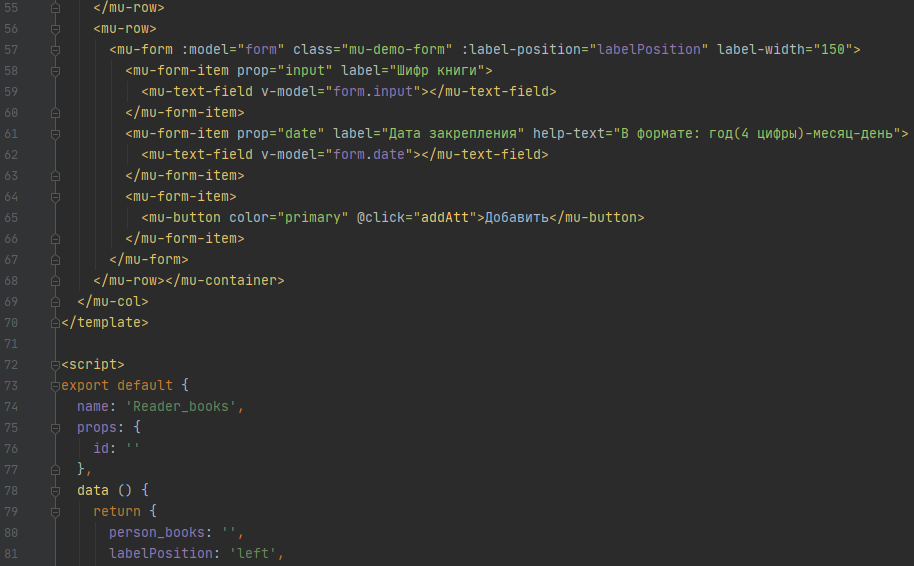 55 </mu-row>
56 <mu-row>
57 <mu-form :model="form" class="mu-demo-form" :label-position="labelPosition" label-width="150">
58 <mu-form-item prop="input" label="Шифр книги">
59 <mu-text-field v-model="form.input"></mu-text-field>
60 </mu-form-item>
61 <mu-form-item prop="date" label="Дата закрепления" help-text="В формате: год(4 цифры)-месяц-день">
62 <mu-text-field v-model="form.date"></mu-text-field>
63 </mu-form-item>
64 <mu-form-item>
65 <mu-button color="primary" @click="addAtt">Добавить</mu-button>
66 </mu-form-item>
67 </mu-form>
68 </mu-row></mu-container>
69 </mu-col>
70 </template>
71
72 <script>
73 export default {
74 name: 'Reader_books',
75 props: {
76 id: ''
77 },
78 data () {
79 return {
80 person_books: '',
81 labelPosition: 'left',